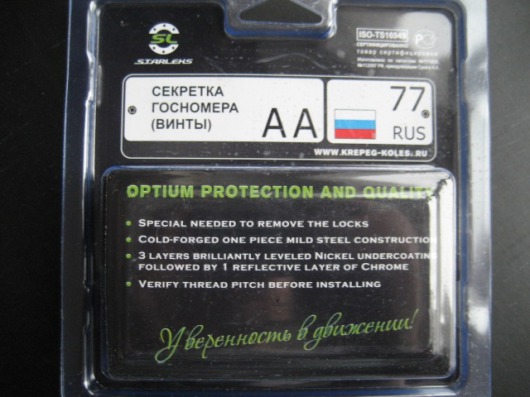 SL
STARLEKS
ISO-TS16949
PC
СЕКРЕТКА
ГОСНОМЕРА
(ВИНТЫ)
AA
77
RUS
WWW.KREPEG-KOLES.RU
OPTIUM PROTECTION AND QUALITY
SPECIAL NEEDED TO REMOVE THE LOCKS
COLD-FORGED ONE PIECE MILD STEEL CONSTRUCTION
3 LAYERS BRILLIANTLY LEVELED NICKEL UNDERCOATING
FOLLOWED BY 1 REFLECTIVE LAYER OF CHROME
VERIFY THREAD PITCH BEFORE INSTALLING
Уверенность в движении!